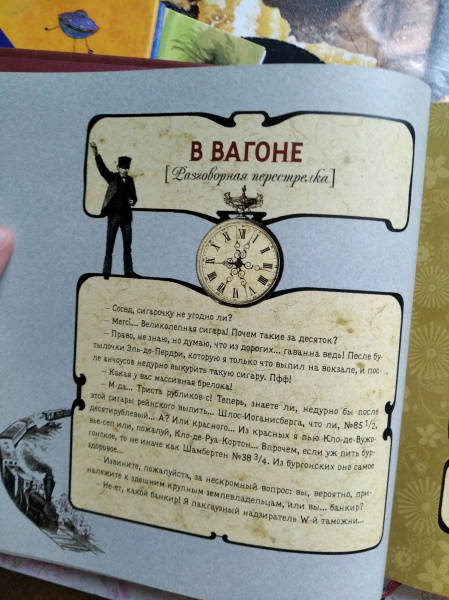 В ВАГОНЕ
[Разговорная перестрелка]
– Сосед, сигарочку не угодно ли?
– Merci... Великолепная сигара! Почем такие за десяток?
– Право, не знаю, но думаю, что из дорогих... гаванна ведь! После бу-
тылочки Эль-де-Пердри, которую я только что выпил на вокзале, и пос-
ле анчоусов недурно выкурить такую сигару. Пфф!
– Какая у вас массивная брелока!
– М-да... Триста рубликов-с! Теперь, знаете ли, недурно бы после
этой сигары рейнского выпить... Шлос-Иоганисберга, что ли, №85 1/2,
десятирублевый... А? Или красного... Из красных я пью Кло-де-Вужо-
вье-сеп или, пожалуй, Кло-де-Руа-Кортон... Впрочем, если уж пить бур-
гонское, то не иначе как Шамбертен №38 3/4. Из бургонских оно самое
здоровое...
– Извините, пожалуйста, за нескромный вопрос: вы, вероятно, при-
надлежите к здешним крупным землевладельцам, или вы... банкир?
– Не-ет, какой банкир! Я пакгаузный надзиратель W-й таможни...